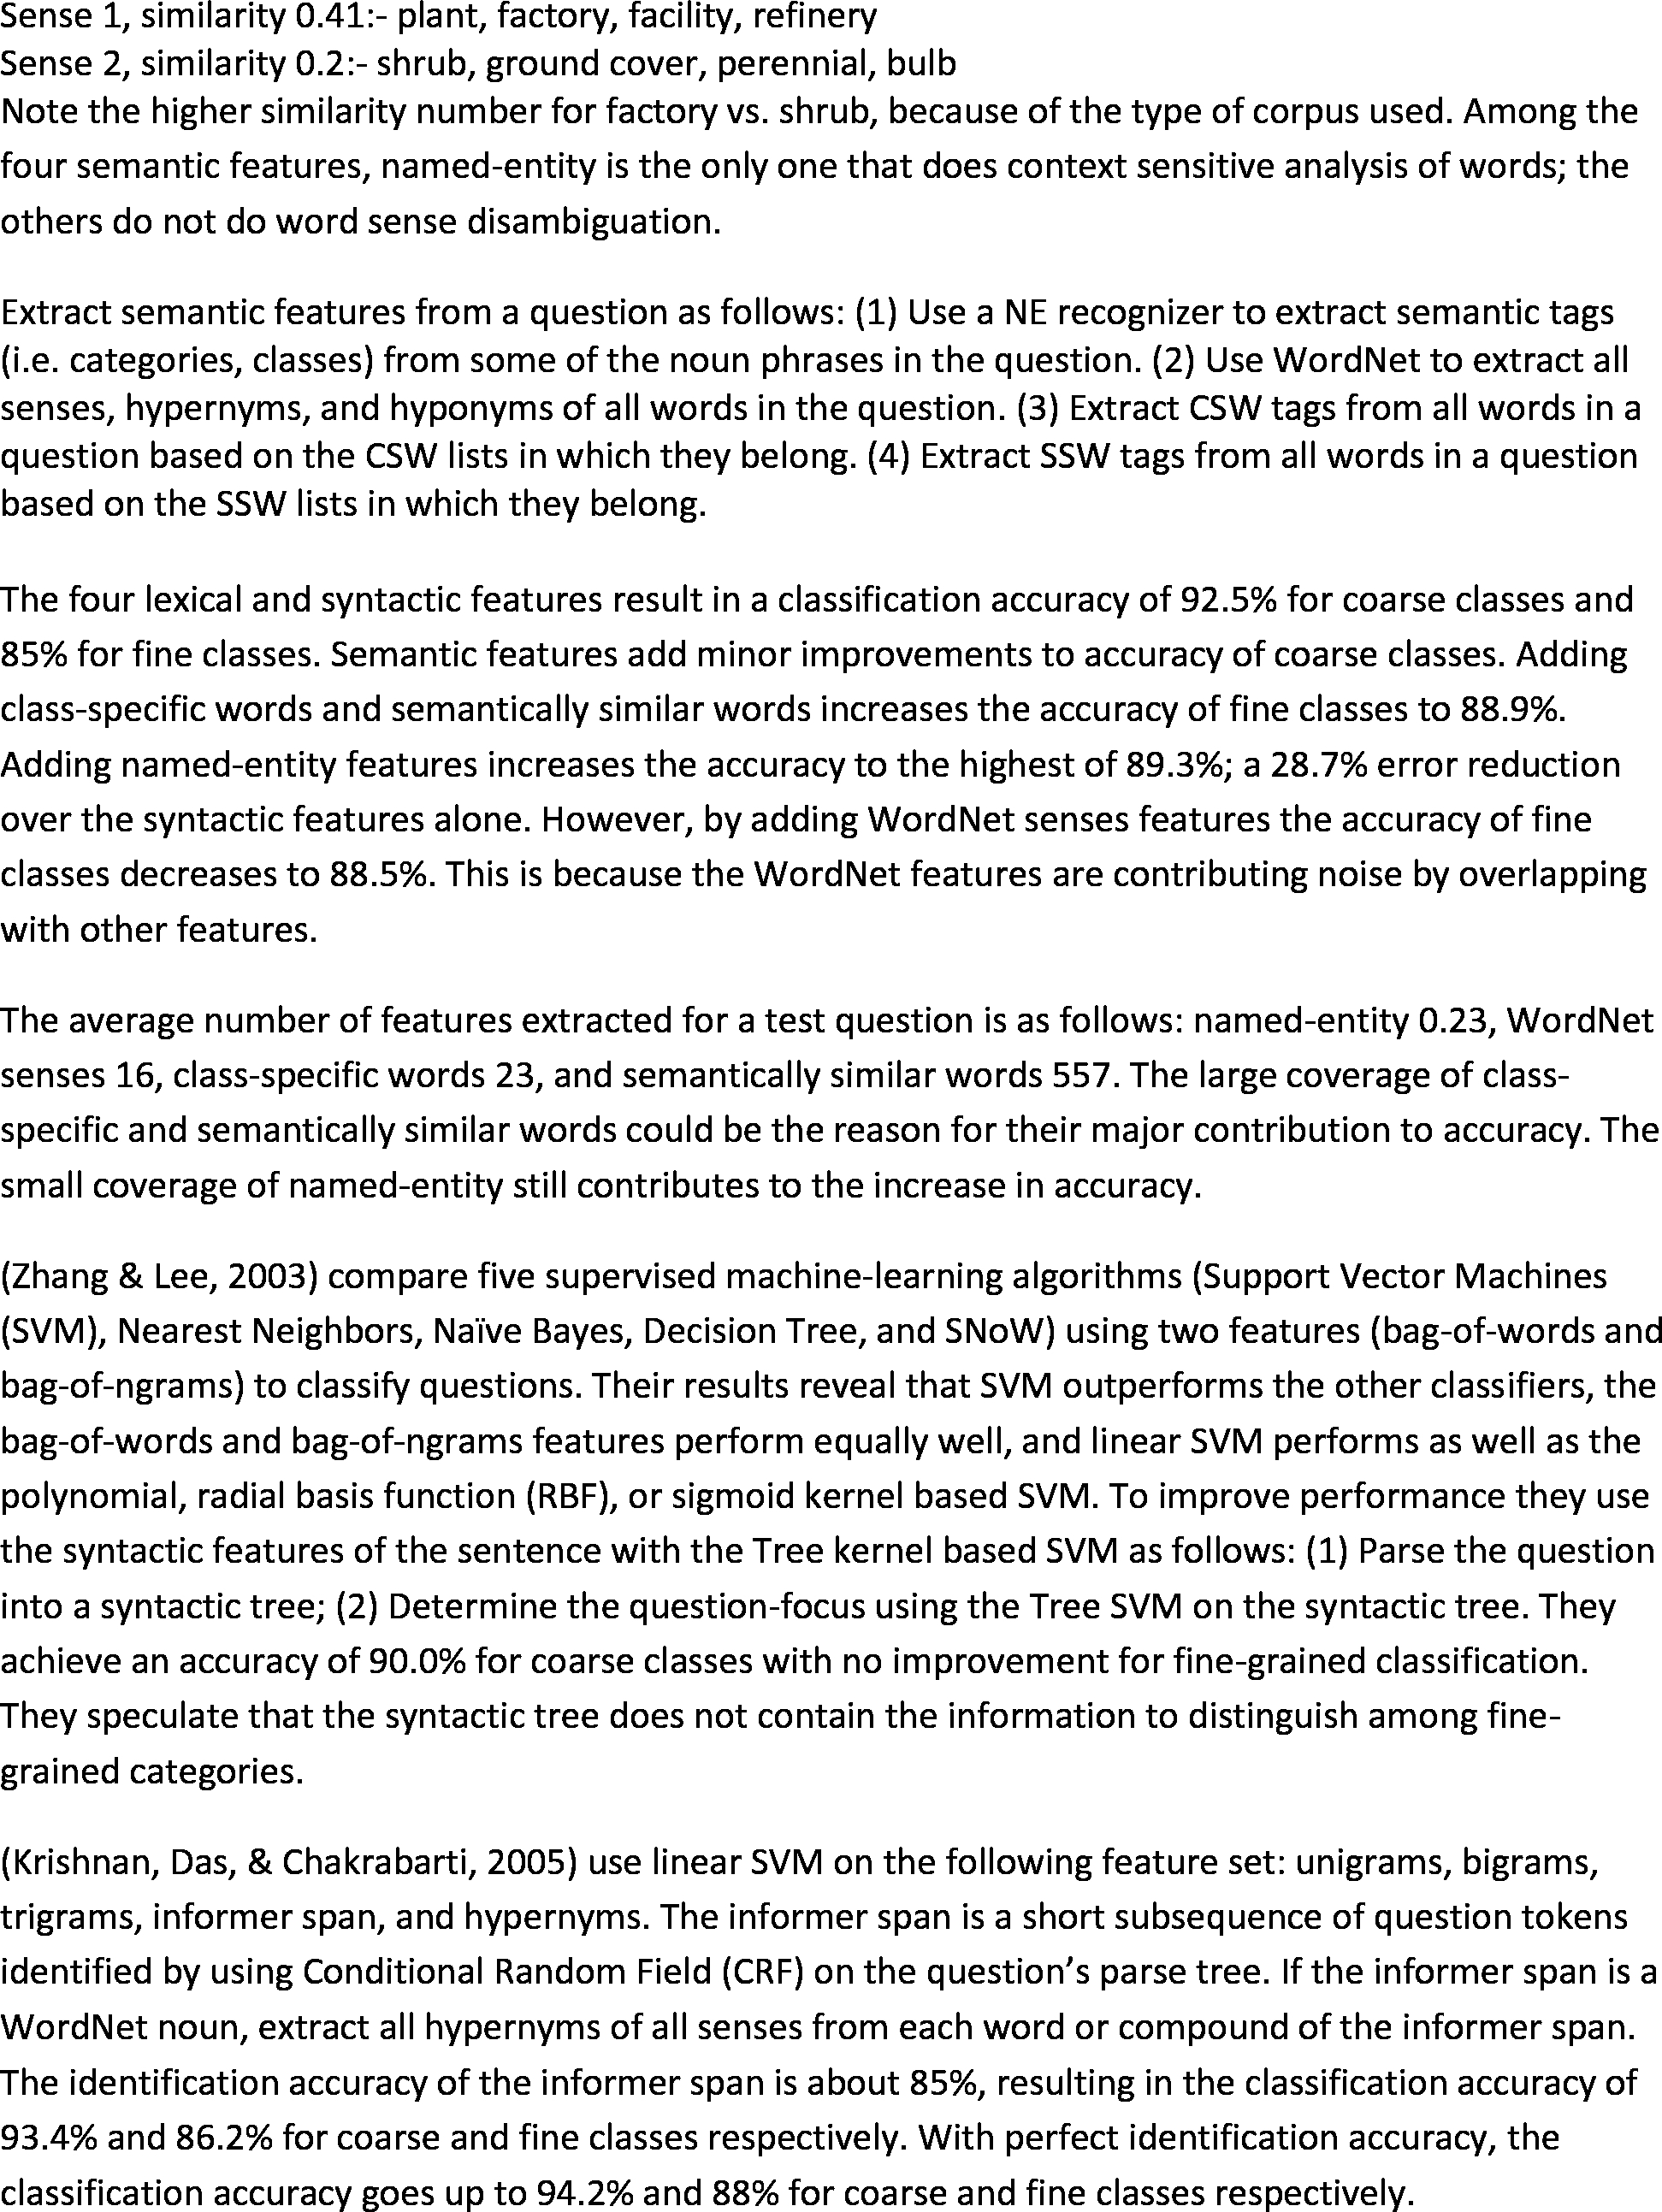 Sense 1, similarity 0.41:- plant, factory, facility, refinery
Sense 2, similarity 0.2:- shrub, ground cover, perennial, bulb
Note the higher similarity number for factory vs. shrub, because of the type of corpus used. Among the
four semantic features, named-entity is the only one that does context sensitive analysis of words; the
others do not do word sense disambiguation.
Extract semantic features from a question as follows: (1) Use a NE recognizer to extract semantic tags
(i.e. categories, classes) from some of the noun phrases in the question. (2) Use WordNet to extract all
senses, hypernyms, and hyponyms of all words in the question. (3) Extract CSW tags from all words in a
question based on the CSW lists in which they belong. (4) Extract SSW tags from all words in a question
based on the SSW lists in which they belong.
The four lexical and syntactic features result in a classification accuracy of 92.5% for coarse classes and
85% for fine classes. Semantic features add minor improvements to accuracy of coarse classes. Adding
class-specific words and semantically similar words increases the accuracy of fine classes to 88.9%.
Adding named-entity features increases the accuracy to the highest of 89.3%; a 28.7% error reduction
over the syntactic features alone. However, by adding WordNet senses features the accuracy of fine
classes decreases to 88.5%. This is because the WordNet features are contributing noise by overlapping
with other features.
The average number of features extracted for a test question is as follows: named-entity 0.23, WordNet
senses 16, class-specific words 23, and semantically similar words 557. The large coverage of class-
specific and semantically similar words could be the reason for their major contribution to accuracy. The
small coverage of named-entity still contributes to the increase in accuracy.
(Zhang & Lee, 2003) compare five supervised machine-learning algorithms (Support Vector Machines
(SVM), Nearest Neighbors, Naïve Bayes, Decision Tree, and SNoW) using two features (bag-of-words and
bag-of-ngrams) to classify questions. Their results reveal that SVM outperforms the other classifiers, the
bag-of-words and bag-of-ngrams features perform equally well, and linear SVM performs as well as the
polynomial, radial basis function (RBF), or sigmoid kernel based SVM. To improve performance they use
the syntactic features of the sentence with the Tree kernel based SVM as follows: (1) Parse the question
into a syntactic tree; (2) Determine the question-focus using the Tree SVM on the syntactic tree. They
achieve an accuracy of 90.0% for coarse classes with no improvement for fine-grained classification.
They speculate that the syntactic tree does not contain the information to distinguish among fine-
grained categories.
(Krishnan, Das, & Chakrabarti, 2005) use linear SVM on the following feature set: unigrams, bigrams,
trigrams, informer span, and hypernyms. The informer span is a short subsequence of question tokens
identified by using Conditional Random Field (CRF) on the question’s parse tree. If the informer span is a
WordNet noun, extract all hypernyms of all senses from each word or compound of the informer span.
The identification accuracy of the informer span is about 85%, resulting in the classification accuracy of
93.4% and 86.2% for coarse and fine classes respectively. With perfect identification accuracy, the
classification accuracy goes up to 94.2% and 88% for coarse and fine classes respectively.